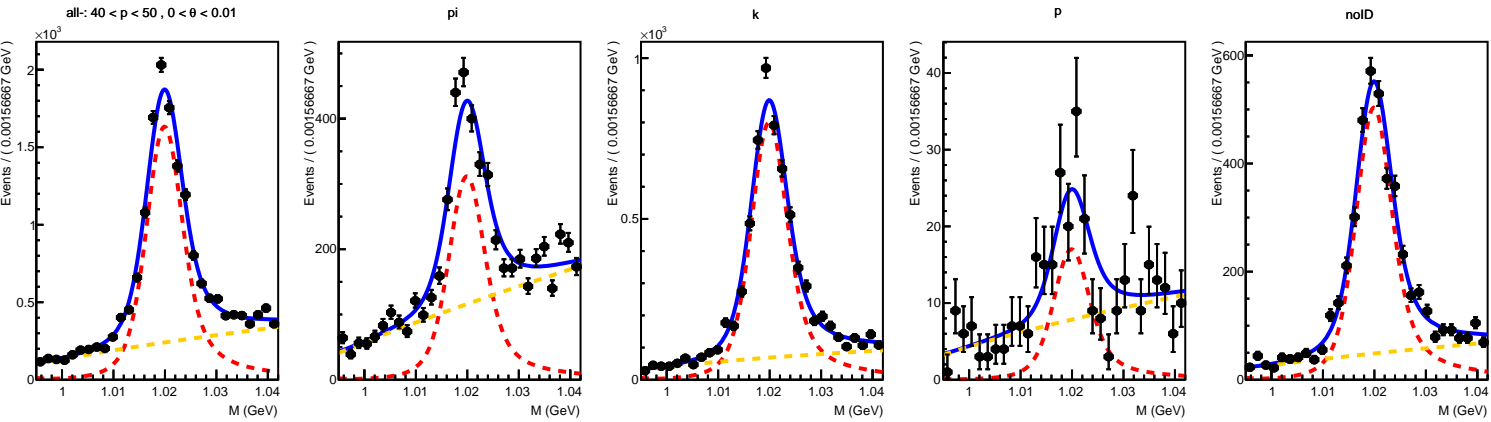 all-: 40 < p < 50 , 0 < θ < 0.01
×10³
Events / ( 0.00156667 GeV )
2
1.5
1
0.5
0
1 1.01 1.02 1.03 1.04
M (GeV)
pi
Events / ( 0.00156667 GeV )
400
200
0
1 1.01 1.02 1.03 1.04
M (GeV)
k
×10³
Events / ( 0.00156667 GeV )
1
0.5
0
1 1.01 1.02 1.03 1.04
M (GeV)
p
Events / ( 0.00156667 GeV )
40
30
20
10
0
1 1.01 1.02 1.03 1.04
M (GeV)
noID
Events / ( 0.00156667 GeV )
600
400
200
0
1 1.01 1.02 1.03 1.04
M (GeV)